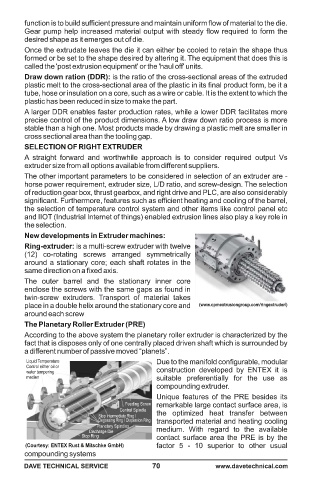 function is to build sufficient pressure and maintain uniform flow of material to the die.
Gear pump help increased material output with steady flow required to form the
desired shape as it emerges out of die.
Once the extrudate leaves the die it can either be cooled to retain the shape thus
formed or be set to the shape desired by altering it. The equipment that does this is
called the 'post extrusion equipment' or the 'haul off' units.
Draw down ration (DDR): is the ratio of the cross-sectional areas of the extruded
plastic melt to the cross-sectional area of the plastic in its final product form, be it a
tube, hose or insulation on a core, such as a wire or cable. It is the extent to which the
plastic has been reduced in size to make the part.
A larger DDR enables faster production rates, while a lower DDR facilitates more
precise control of the product dimensions. A low draw down ratio process is more
stable than a high one. Most products made by drawing a plastic melt are smaller in
cross sectional area than the tooling gap.
SELECTION OF RIGHT EXTRUDER
A straight forward and worthwhile approach is to consider required output Vs
extruder size from all options available from different suppliers.
The other important parameters to be considered in selection of an extruder are -
horse power requirement, extruder size, L/D ratio, and screw-design. The selection
of reduction gear box, thrust gearbox, and right drive and PLC, are also considerably
significant. Furthermore, features such as efficient heating and cooling of the barrel,
the selection of temperature control system and other items like control panel etc
and IIOT (Industrial Internet of things) enabled extrusion lines also play a key role in
the selection.
New developments in Extruder machines:
Ring-extruder: is a multi-screw extruder with twelve
(12) co-rotating screws arranged symmetrically
around a stationary core; each shaft rotates in the
same direction on a fixed axis.
The outer barrel and the stationary inner core
enclose the screws with the same gaps as found in
twin-screw extruders. Transport of material takes
place in a double helix around the stationary core and
around each screw
(www.cpmextrusiongroup.com/ringextruder/)
The Planetary Roller Extruder (PRE)
According to the above system the planetary roller extruder is characterized by the
fact that is disposes only of one centrally placed driven shaft which is surrounded by
a different number of passive moved "planets".
Liquid Temperature
Control either oil or
water tempering
medium
Feeding Screw
Central Spindle
Stop Intermediate Ring /
Degassing Ring / Dispersion Ring
Planetary Spindles
Discharge die
Stop Ring
(Courtesy: ENTEX Rust & Mitschke GmbH)
Due to the manifold configurable, modular
construction developed by ENTEX it is
suitable preferentially for the use as
compounding extruder.
Unique features of the PRE besides its
remarkable large contact surface area, is
the optimized heat transfer between
transported material and heating cooling
medium. With regard to the available
contact surface area the PRE is by the
factor 5 - 10 superior to other usual
compounding systems
DAVE TECHNICAL SERVICE 70 www.davetechnical.com